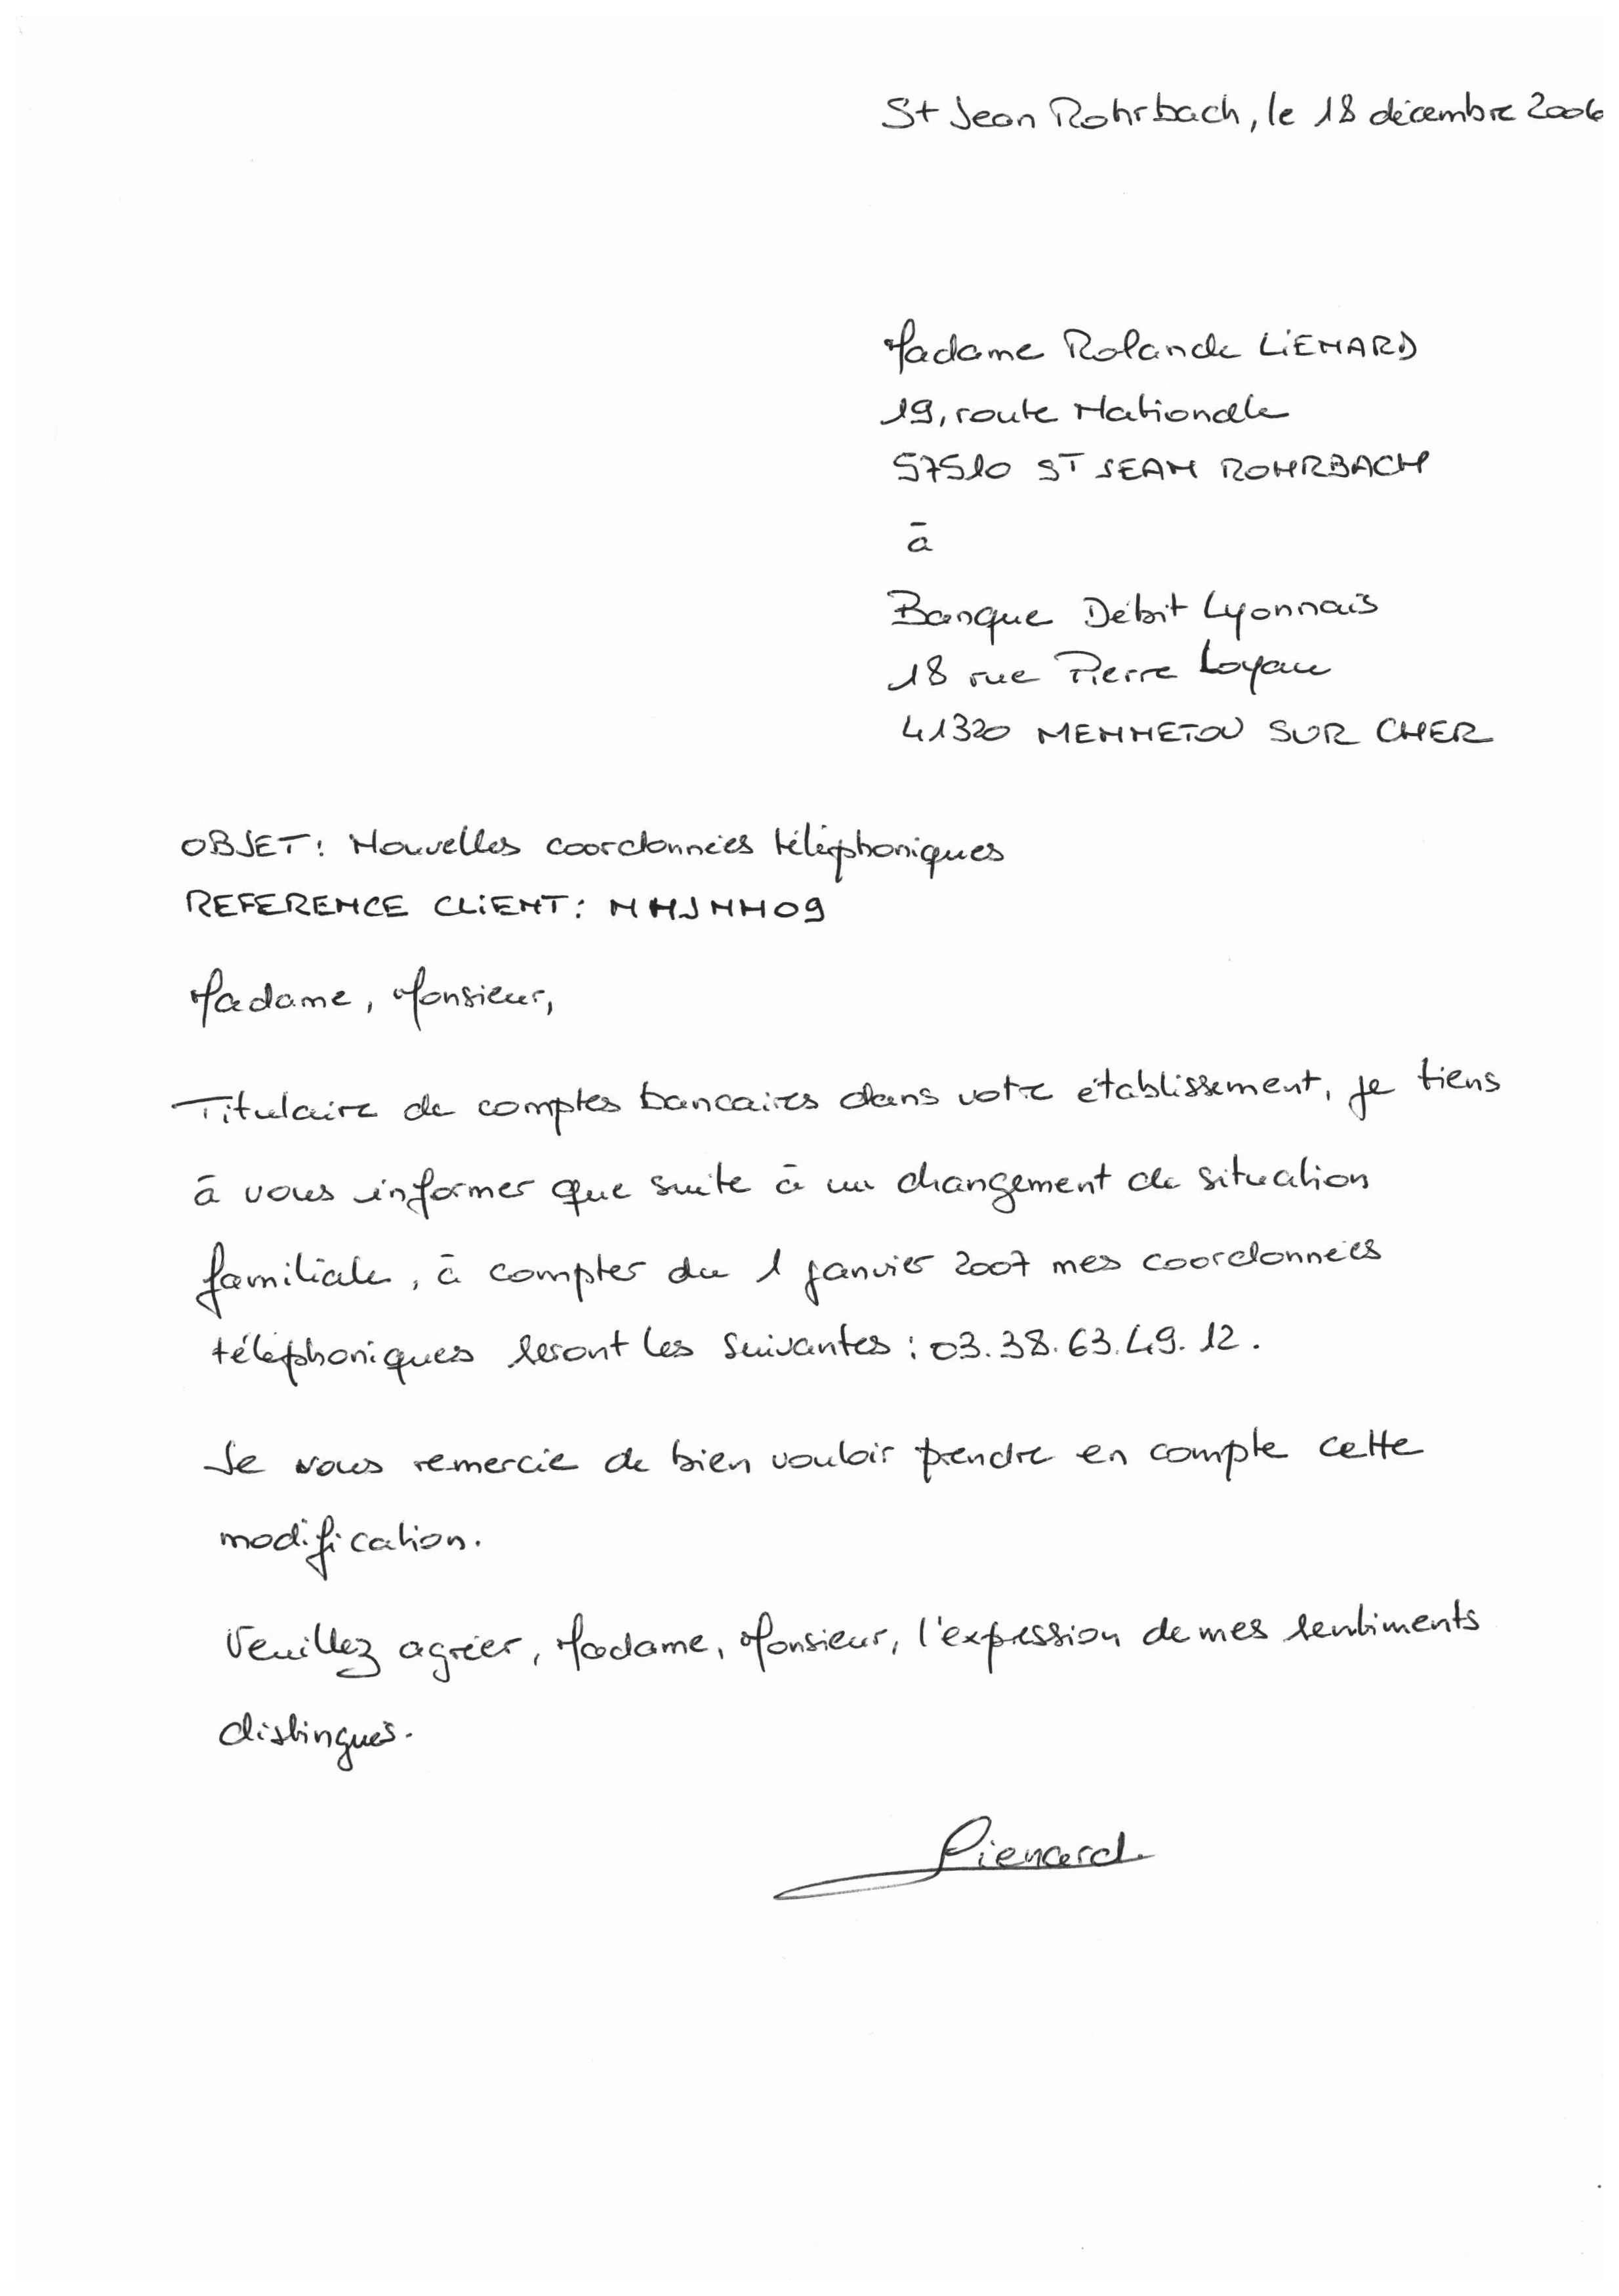 St Jean Rohrbach, le 18 décembre 2006
Madame Rolande LIENARD
19, route Nationale
57510 ST JEAN ROHRBACH
à
Banque Débit Lyonnais
18 rue Pierre Loyau
41320 MENNETOU SUR CHER
OBJET : Nouvelles coordonnées téléphoniques
REFERENCE CLIENT :
Madame, Monsieur,
Titulaire de comptes bancaires dans votre établissement, je tiens
à vous informer que suite à un changement de situation
familiale, à compter du 1 janvier 2007 mes coordonnées
téléphoniques seront les suivantes : 03.38.63.49.12.
Je vous remercie de bien vouloir prendre en compte cette
modification.
Veuillez agréer, Madame, Monsieur, l'expression de mes sentiments
distingués.
Lienard